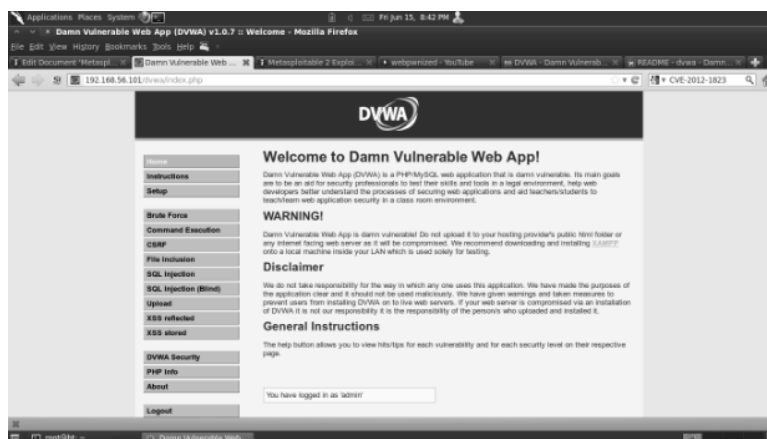 Applications Places System
Fri Jun 15, 8:42 PM
Damn Vulnerable Web App (DVWA) v1.0.7 :: Welcome - Mozilla Firefox
File Edit View History Bookmarks Tools Help
Edit Document 'Metaspl...
Damn Vulnerable Web ...
Metasploitable 2 Exploi...
webpwnized - YouTube
DVWA - Damn Vulnerab...
README - dvwa - Damn...
192.168.56.101/dvwa/index.php
CVE-2012-1823
DVWA
Home
Instructions
Setup
Brute Force
Command Execution
CSRF
File Inclusion
SQL Injection
SQL Injection (Blind)
Upload
XSS reflected
XSS stored
DVWA Security
PHP Info
About
Logout
Welcome to Damn Vulnerable Web App!
Damn Vulnerable Web App (DVWA) is a PHP/MySQL web application that is damn vulnerable. Its main goals
are to be an aid for security professionals to test their skills and tools in a legal environment, help web
developers better understand the processes of securing web applications and aid teachers/students to
teach/learn web application security in a class room environment.
WARNING!
Damn Vulnerable Web App is damn vulnerable! Do not upload it to your hosting provider's public html folder or
any internet facing web server as it will be compromised. We recommend downloading and installing XAMPP
onto a local machine inside your LAN which is used solely for testing.
Disclaimer
We do not take responsibility for the way in which any one uses this application. We have made the purposes of
the application clear and it should not be used maliciously. We have given warnings and taken measures to
prevent users from installing DVWA on to live web servers. If your web server is compromised via an installation
of DVWA it is not our responsibility it is the responsibility of the person/s who uploaded and installed it.
General Instructions
The help button allows you to view hits/tips for each vulnerability and for each security level on their respective
page.
You have logged in as 'admin'
root@bt: ~
Damn Vulnerable Web